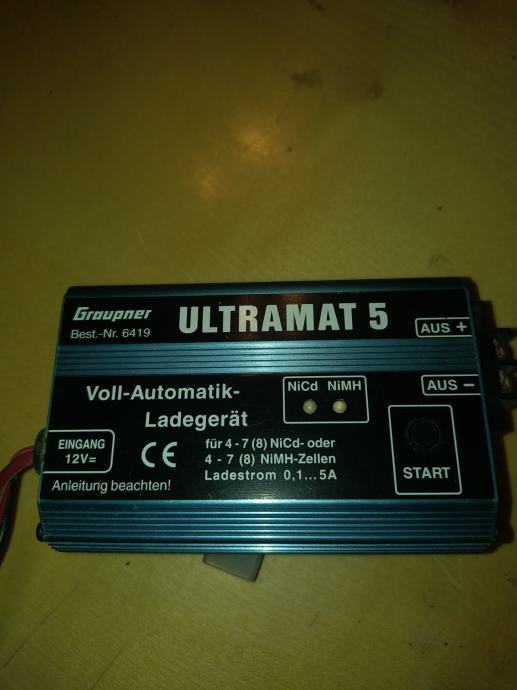 Graupner
Best.-Nr. 6419
ULTRAMAT 5
AUS +
AUS –
Voll-Automatik-
Ladegerät
NiCd NiMH
EINGANG
12V=
CE
für 4 - 7 (8) NiCd- oder
4 - 7 (8) NiMH-Zellen
Ladestrom 0,1...5A
START
Anleitung beachten!